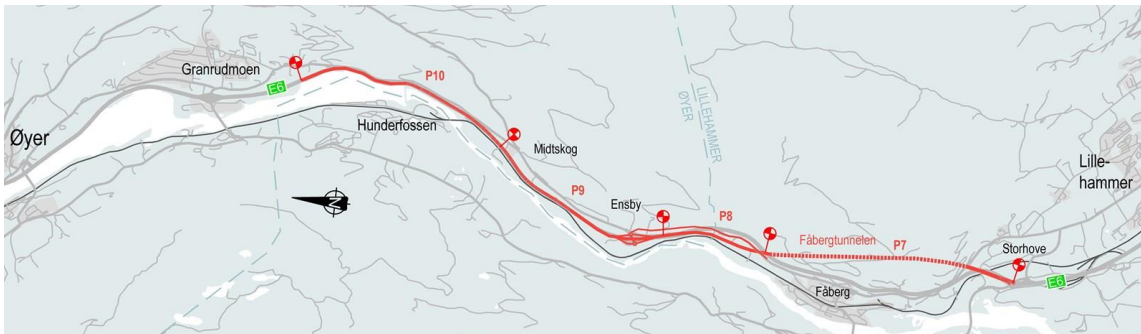 Granrudmoen
E6
P10
Øyer
Hunderfossen
Midtskog
N
P9
Ensby
LILLEHAMMER
ØYER
P8
Fåbergtunnelen
P7
Fåberg
Storhove
E6
Lille-
hammer